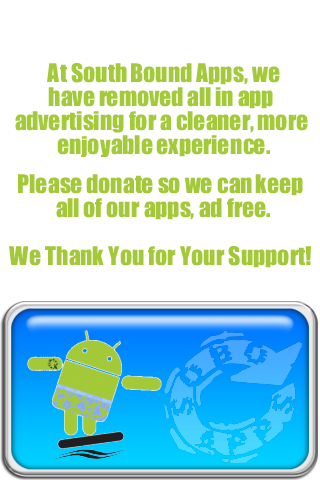 At South Bound Apps, we
have removed all in app
advertising for a cleaner, more
enjoyable experience.
Please donate so we can keep
all of our apps, ad free.
We Thank You for Your Support!